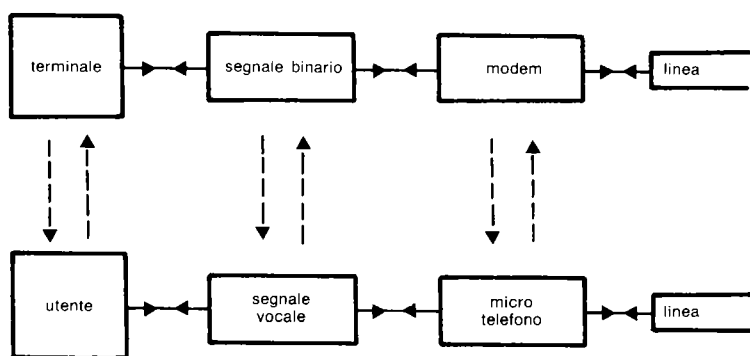 terminale
segnale binario
modem
linea
utente
segnale
vocale
micro
telefono
linea